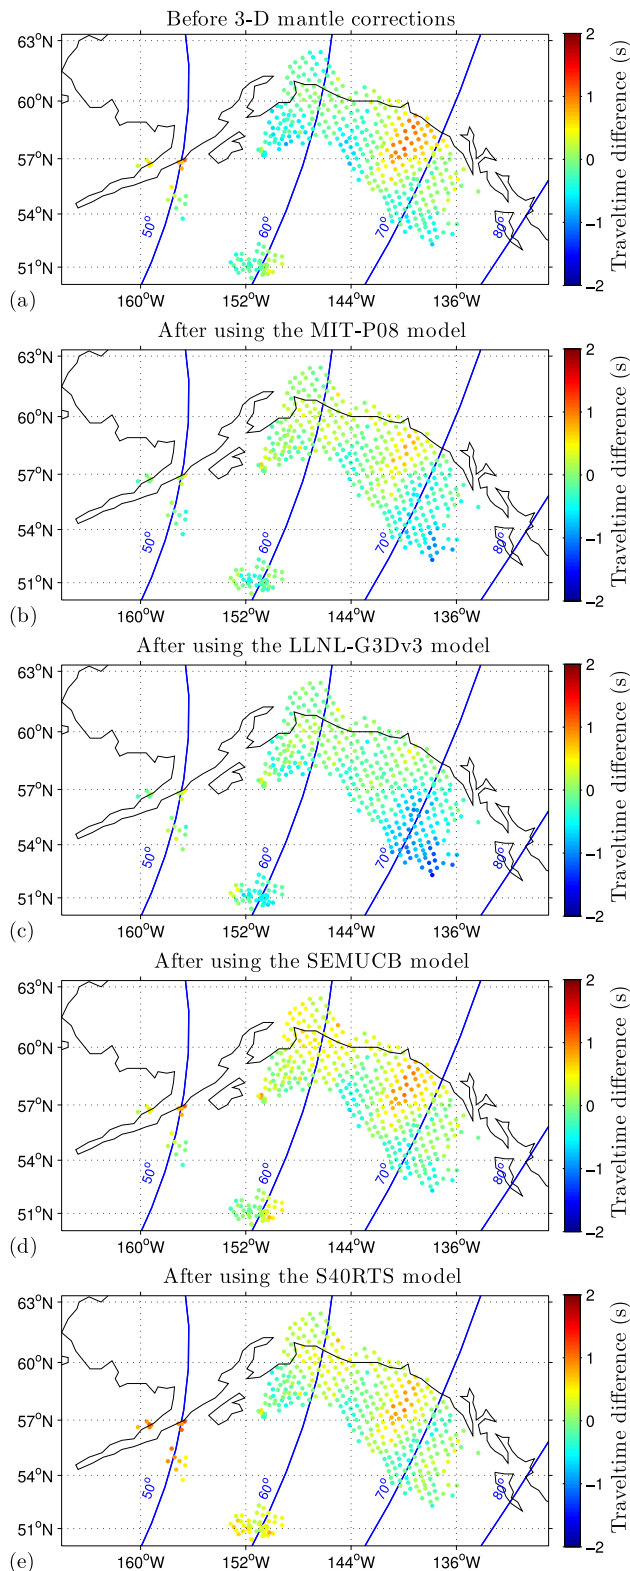 Before 3-D mantle corrections
63°N
60°N
57°N
54°N
51°N
160°W
152°W
144°W
136°W
50°
60°
70°
80°
2
1
0
−1
−2
Traveltime difference (s)
(a)
After using the MIT-P08 model
63°N
60°N
57°N
54°N
51°N
160°W
152°W
144°W
136°W
50°
60°
70°
80°
2
1
0
−1
−2
Traveltime difference (s)
(b)
After using the LLNL-G3Dv3 model
63°N
60°N
57°N
54°N
51°N
160°W
152°W
144°W
136°W
50°
60°
70°
80°
2
1
0
−1
−2
Traveltime difference (s)
(c)
After using the SEMUCB model
63°N
60°N
57°N
54°N
51°N
160°W
152°W
144°W
136°W
50°
60°
70°
80°
2
1
0
−1
−2
Traveltime difference (s)
(d)
After using the S40RTS model
63°N
60°N
57°N
54°N
51°N
160°W
152°W
144°W
136°W
50°
60°
70°
80°
2
1
0
−1
−2
Traveltime difference (s)
(e)